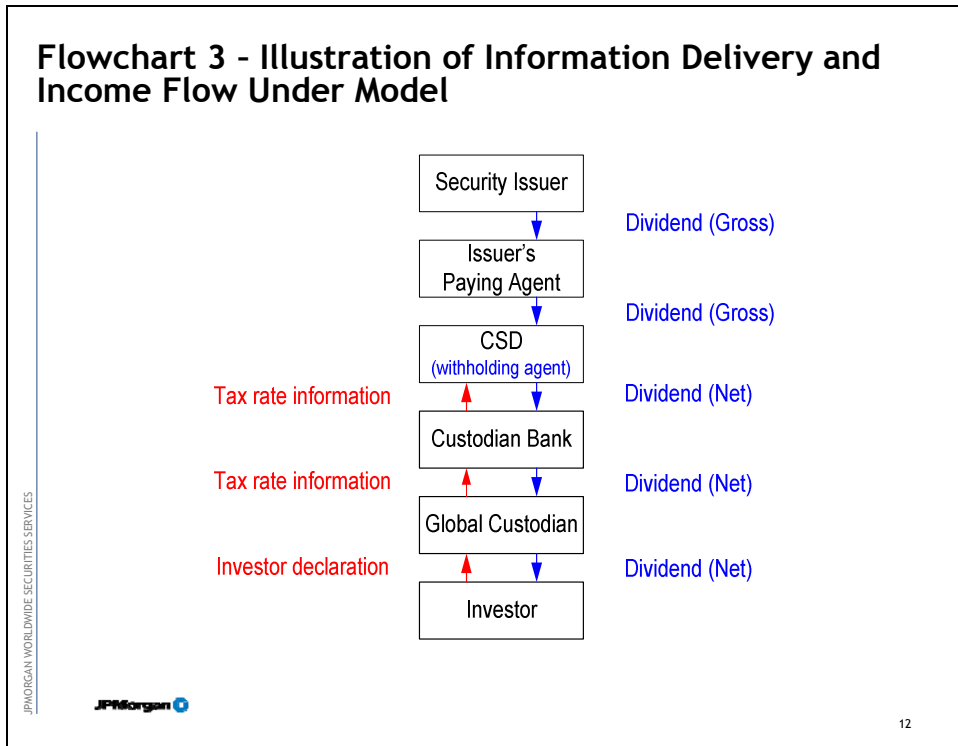 Flowchart 3 – Illustration of Information Delivery and
Income Flow Under Model
Security Issuer
Dividend (Gross)
Issuer's
Paying Agent
Dividend (Gross)
CSD
(withholding agent)
Tax rate information
Dividend (Net)
Custodian Bank
Tax rate information
Dividend (Net)
Global Custodian
Investor declaration
Dividend (Net)
Investor
JPMORGAN WORLDWIDE SECURITIES SERVICES
JPMorgan
12